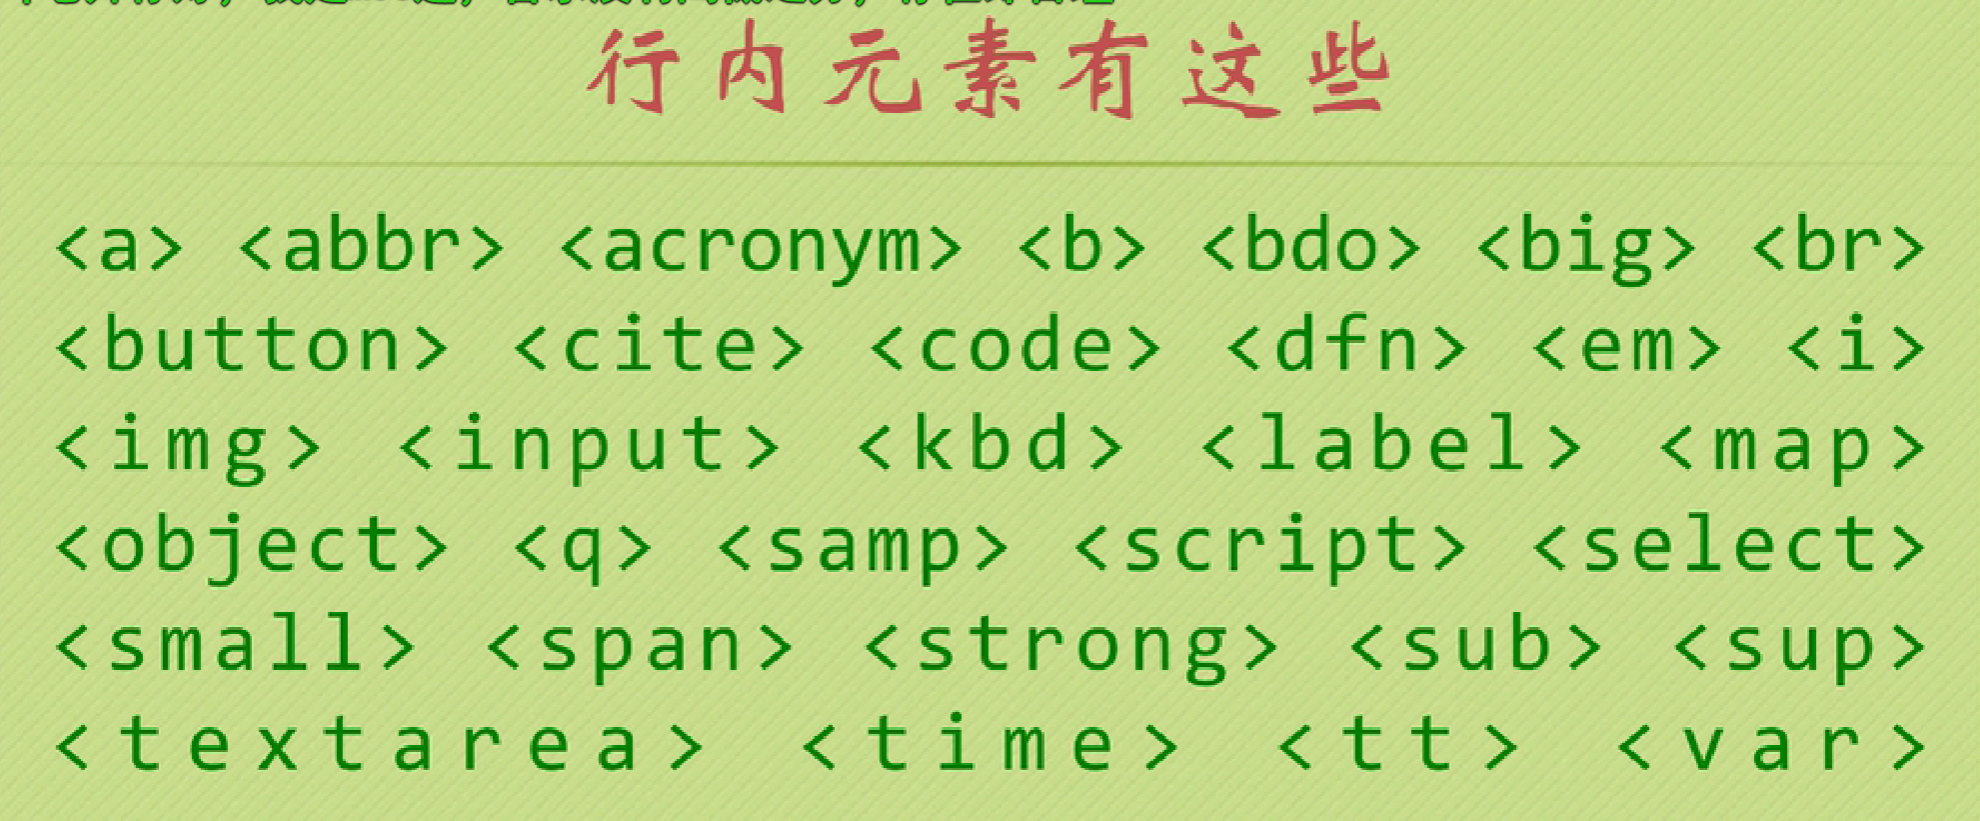 行内元素有这些
<a> <abbr> <acronym> <b> <bdo> <big> <br>
<button> <cite> <code> <dfn> <em> <i>
<img> <input> <kbd> <label> <map>
<object> <q> <samp> <script> <select>
<small> <span> <strong> <sub> <sup>
<textarea> <time> <tt> <var>